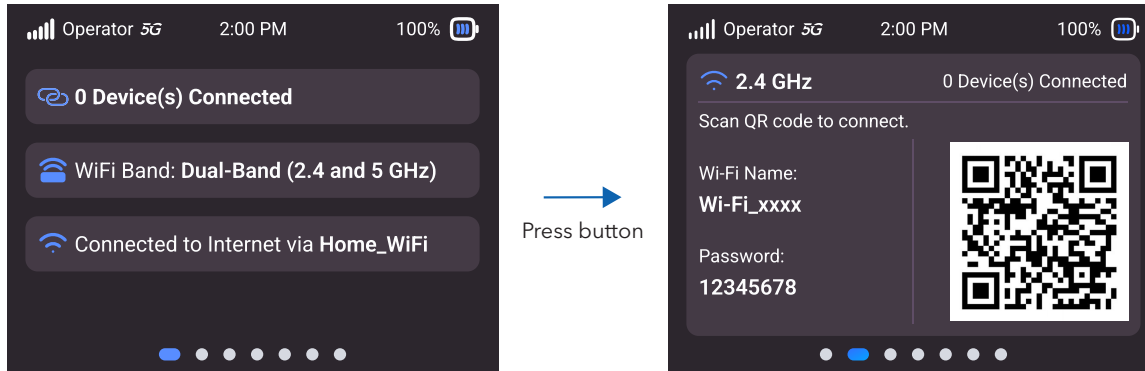 Operator 5G 2:00 PM 100%
0 Device(s) Connected
WiFi Band: Dual-Band (2.4 and 5 GHz)
Connected to Internet via Home_WiFi
Press button
Operator 5G 2:00 PM 100%
2.4 GHz 0 Device(s) Connected
Scan QR code to connect.
Wi-Fi Name:
Wi-Fi_xxxx
Password:
12345678